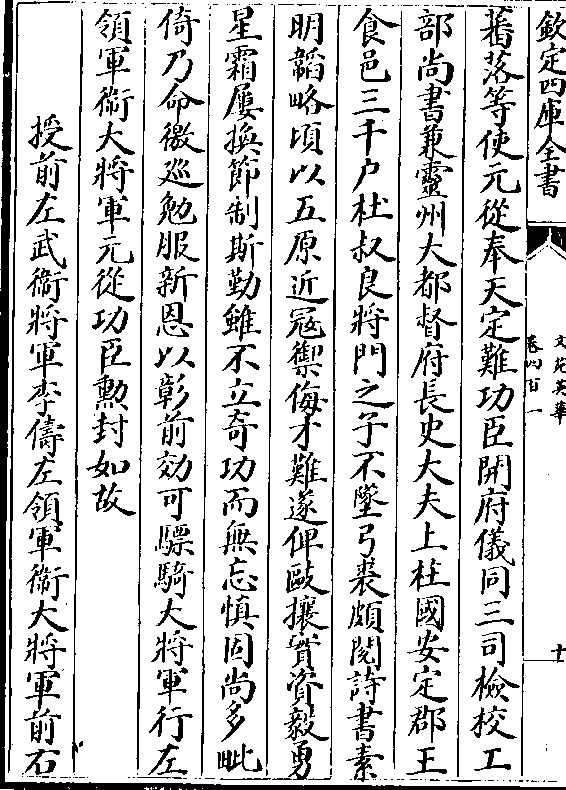 欽定四庫全書
文苑英華
卷四百一
十
蕃落等使元從奉天定難功臣開府儀同三司檢校工
部尚書兼靈州大都督府長史大夫上柱國安定郡王
食邑三千户杜叔良將門之子不墜弓裘頗閲詩書素
明韜略頃以五原近冦禦侮才難遂俾毆攘實資毅勇
星霜屢換節制斯勤雖不立奇功而無忘慎固尚多毗
倚乃命徼巡勉服新恩以彰前効可驃騎大將軍行左
領軍衛大將軍元從功臣勲封如故
授前左武衛將軍李儔左領軍衛大將軍前右